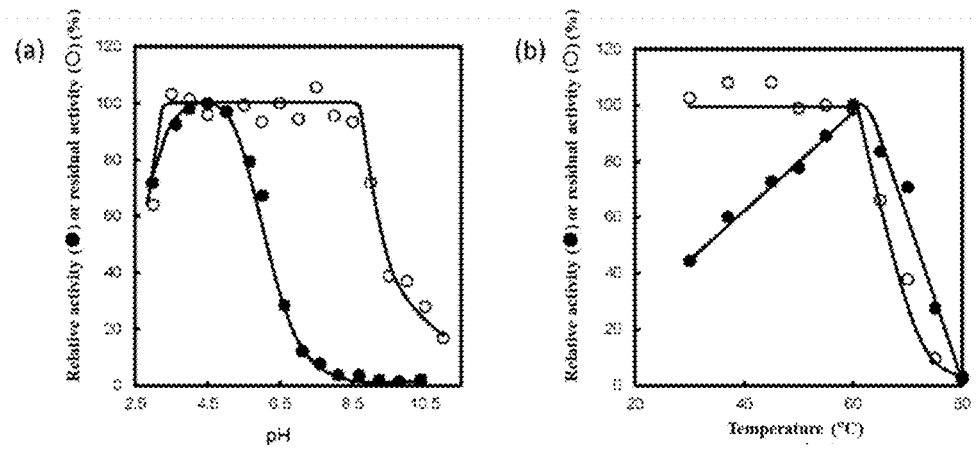 (a)
Relative activity (●) or residual activity (○) (%)
120
100
80
60
40
20
0
2.5 4.5 6.5 8.5 10.5
pH
(b)
Relative activity (●) or residual activity (○) (%)
120
100
80
60
40
20
0
20 40 60 80
Temperature (°C)